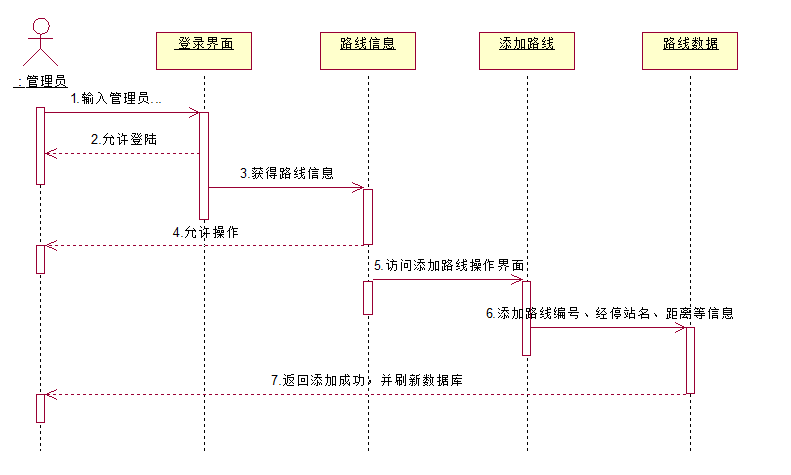 登录界面
路线信息
添加路线
路线数据
: 管理员
1.输入管理员...
2.允许登陆
3.获得路线信息
4.允许操作
5.访问添加路线操作界面
6.添加路线编号、经停站名、距离等信息
7.返回添加成功，并刷新数据库